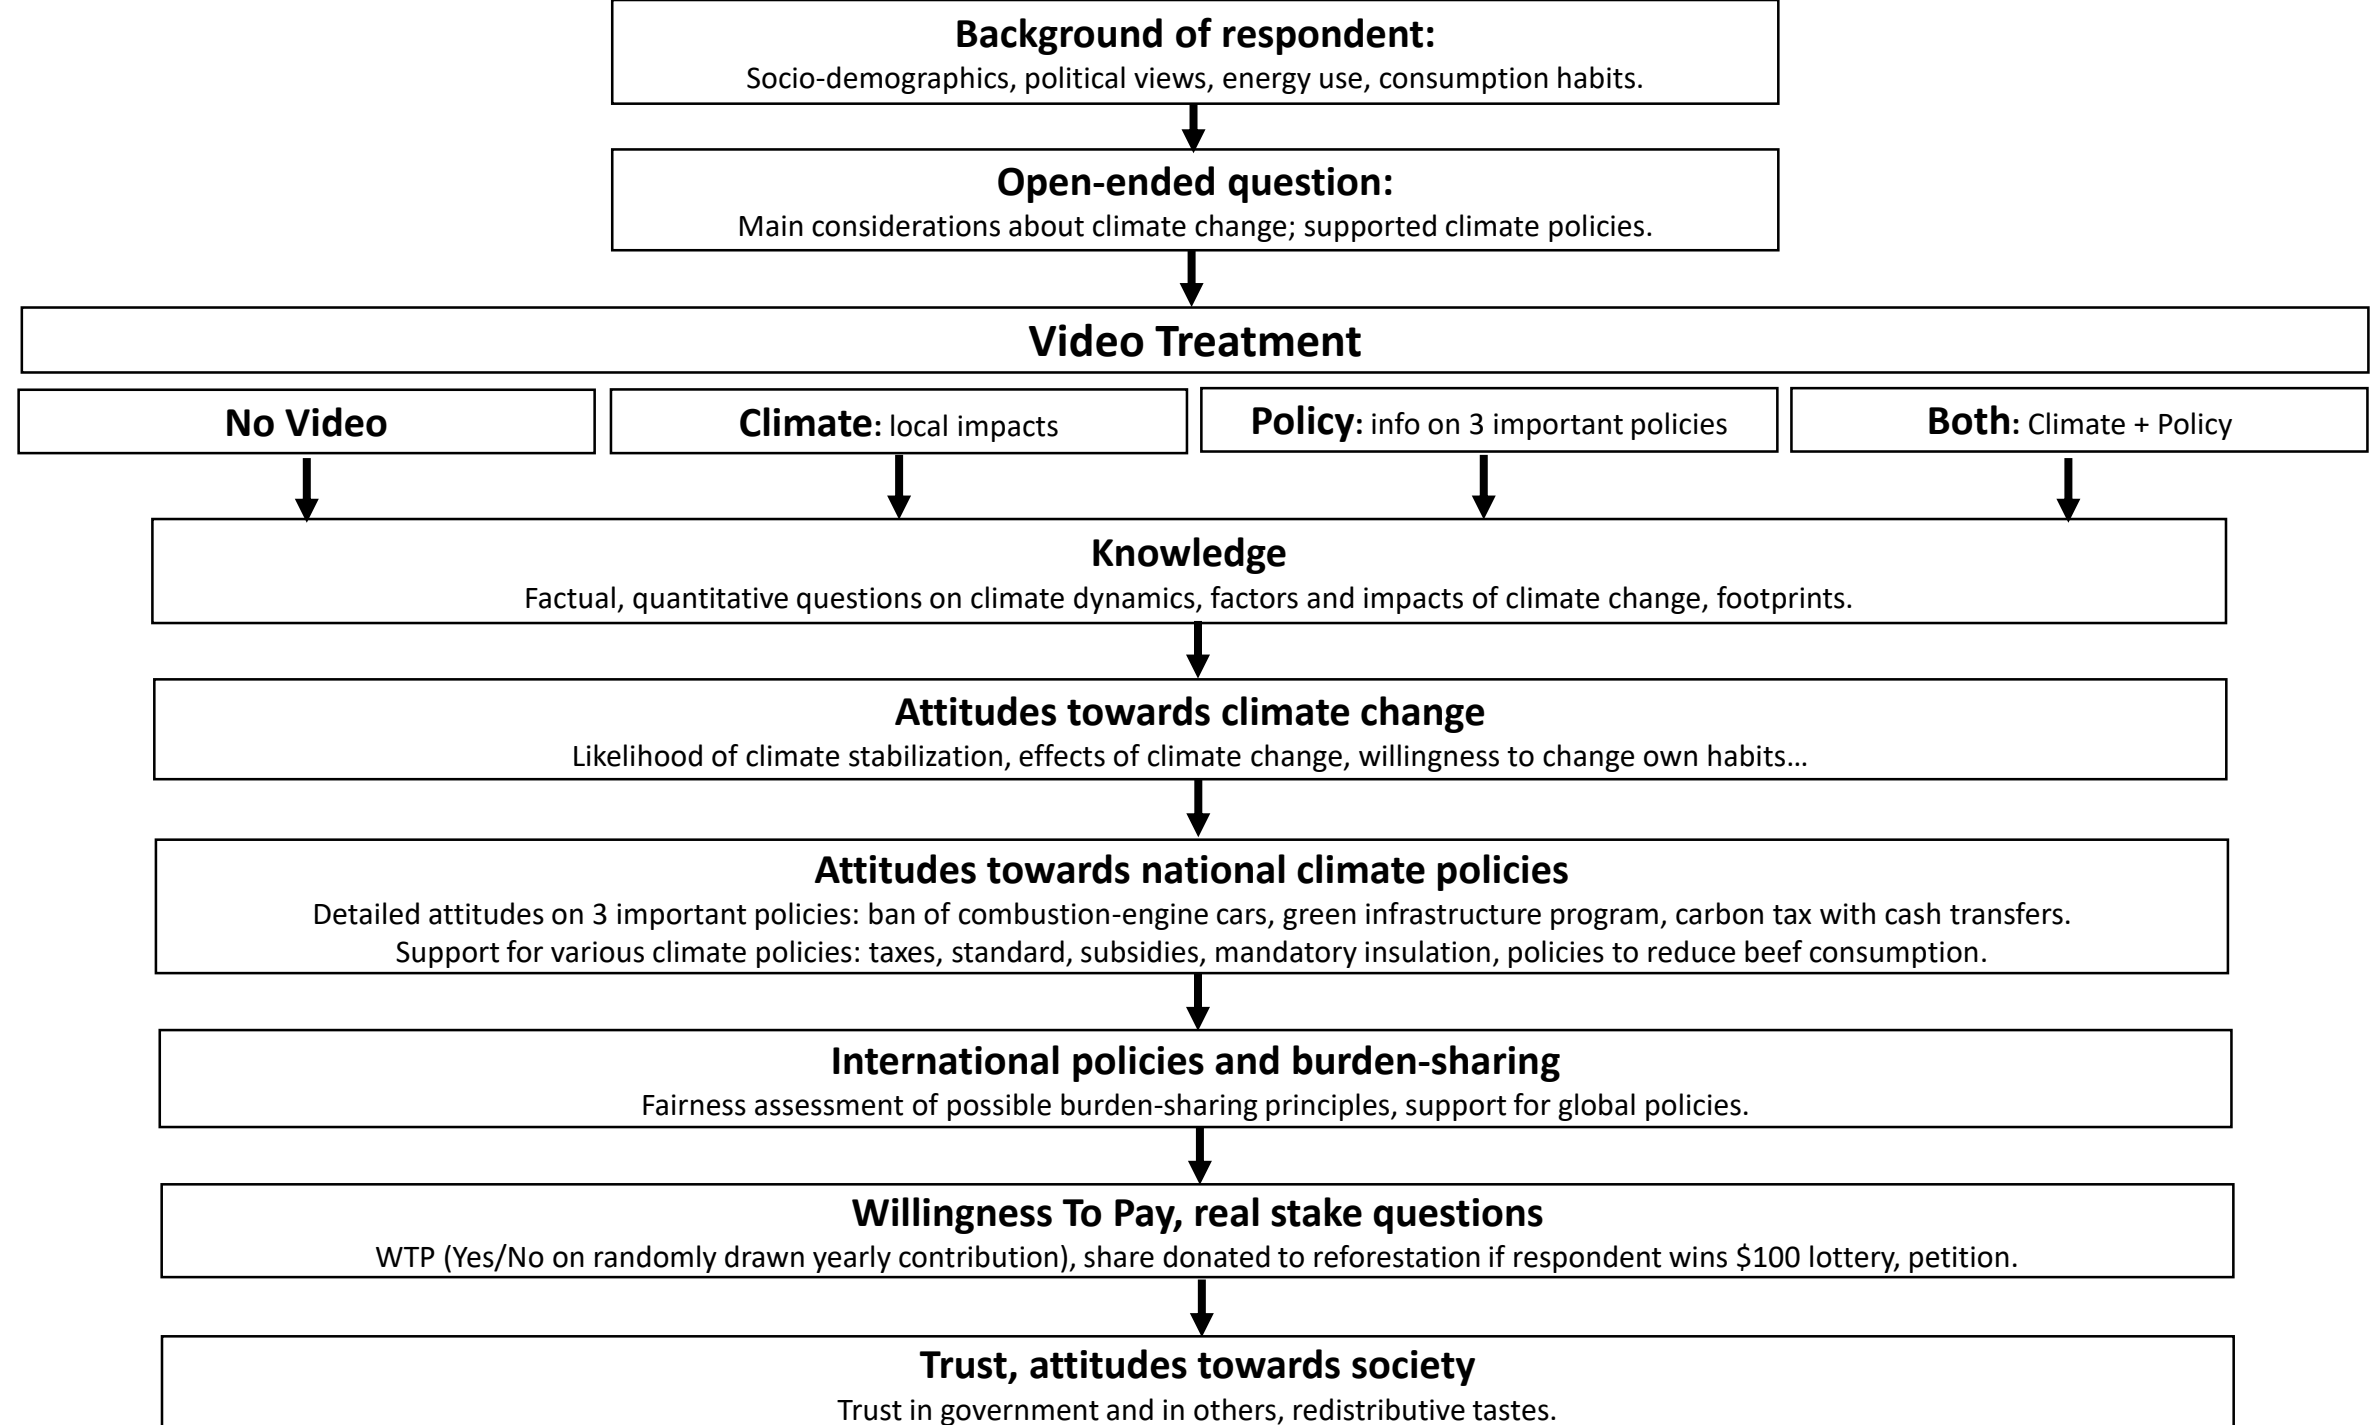 Background of respondent:
Socio-demographics, political views, energy use, consumption habits.
Open-ended question:
Main considerations about climate change; supported climate policies.
Video Treatment
No Video
Climate: local impacts
Policy: info on 3 important policies
Both: Climate + Policy
Knowledge
Factual, quantitative questions on climate dynamics, factors and impacts of climate change, footprints.
Attitudes towards climate change
Likelihood of climate stabilization, effects of climate change, willingness to change own habits…
Attitudes towards national climate policies
Detailed attitudes on 3 important policies: ban of combustion-engine cars, green infrastructure program, carbon tax with cash transfers.
Support for various climate policies: taxes, standard, subsidies, mandatory insulation, policies to reduce beef consumption.
International policies and burden-sharing
Fairness assessment of possible burden-sharing principles, support for global policies.
Willingness To Pay, real stake questions
WTP (Yes/No on randomly drawn yearly contribution), share donated to reforestation if respondent wins $100 lottery, petition.
Trust, attitudes towards society
Trust in government and in others, redistributive tastes.